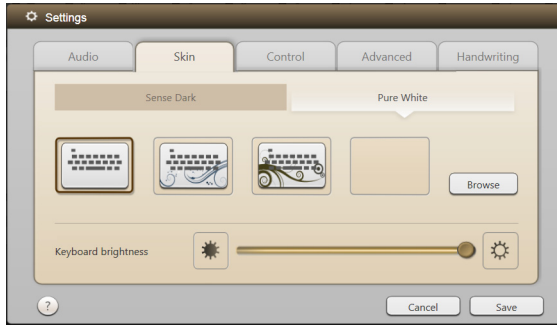 Settings
Audio Skin Control Advanced Handwriting
Sense Dark Pure White
Browse
Keyboard brightness
?
Cancel Save